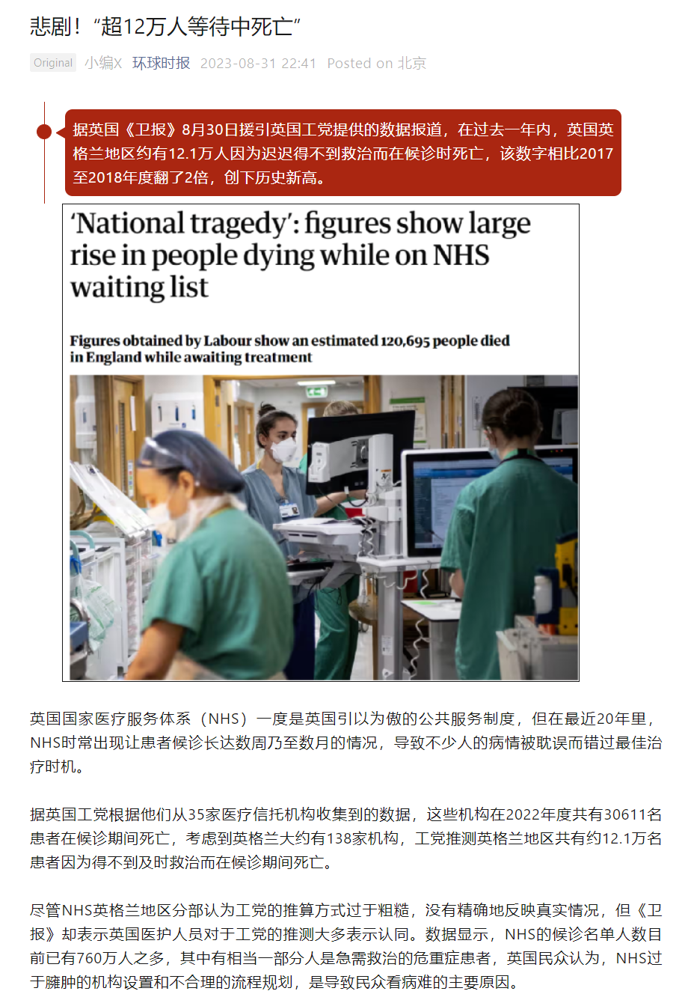 悲剧！“超12万人等待中死亡”
Original 小编X 环球时报 2023-08-31 22:41 Posted on 北京
据英国《卫报》8月30日援引英国工党提供的数据报道，在过去一年内，英国英
格兰地区约有12.1万人因为迟迟得不到救治而在候诊时死亡，该数字相比2017
至2018年度翻了2倍，创下历史新高。
‘National tragedy’: figures show large
rise in people dying while on NHS
waiting list
Figures obtained by Labour show an estimated 120,695 people died
in England while awaiting treatment
英国国家医疗服务体系（NHS）一度是英国引以为傲的公共服务制度，但在最近20年里，
NHS时常出现让患者候诊长达数周乃至数月的情况，导致不少人的病情被耽误而错过最佳治
疗时机。
据英国工党根据他们从35家医疗信托机构收集到的数据，这些机构在2022年度共有30611名
患者在候诊期间死亡，考虑到英格兰大约有138家机构，工党推测英格兰地区共有约12.1万名
患者因为得不到及时救治而在候诊期间死亡。
尽管NHS英格兰地区分部认为工党的推算方式过于粗糙，没有精确地反映真实情况，但《卫
报》却表示英国医护人员对于工党的推测大多表示认同。数据显示，NHS的候诊名单人数目
前已有760万人之多，其中有相当一部分人是急需救治的危重症患者，英国民众认为，NHS过
于臃肿的机构设置和不合理的流程规划，是导致民众看病难的主要原因。